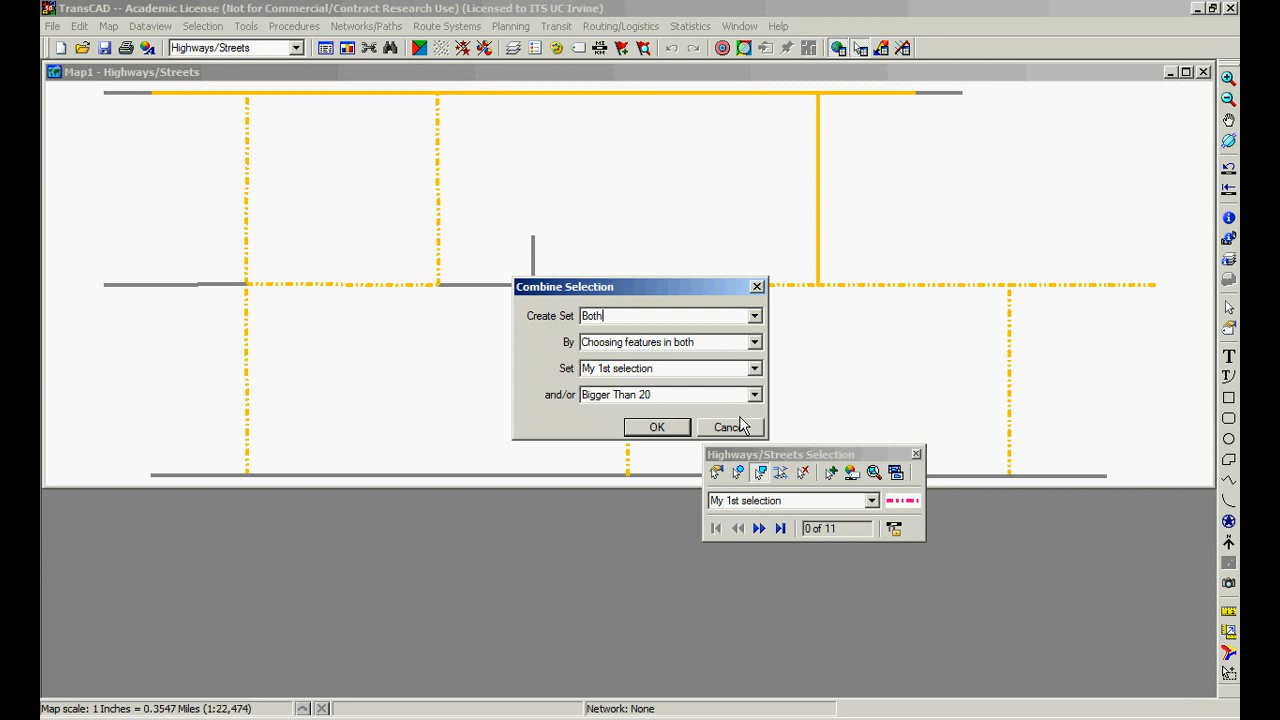 TransCAD -- Academic License (Not for Commercial/Contract Research Use) (Licensed to ITS UC Irvine)
File Edit Map Dataview Selection Tools Procedures Networks/Paths Route Systems Planning Transit Routing/Logistics Statistics Window Help
Highways/Streets
Map1 - Highways/Streets
Combine Selection
Create Set Both
By Choosing features in both
Set My 1st selection
and/or Bigger Than 20
OK
Highways/Streets Selection
My 1st selection
0 of 11
Map scale: 1 Inches = 0.3547 Miles (1:22,474)
Network: None